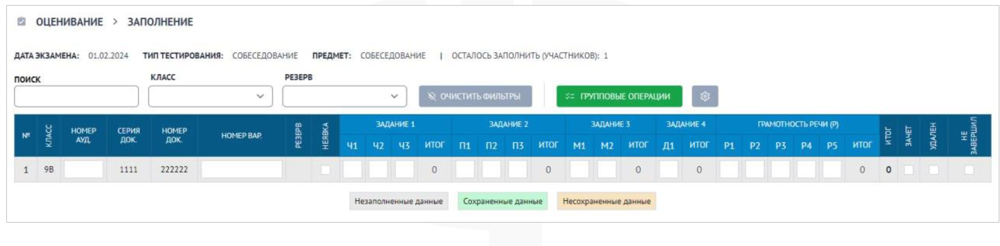 ОЦЕНИВАНИЕ > ЗАПОЛНЕНИЕ
ДАТА ЭКЗАМЕНА: 01.02.2024 ТИП ТЕСТИРОВАНИЯ: СОБЕСЕДОВАНИЕ ПРЕДМЕТ: СОБЕСЕДОВАНИЕ | ОСТАЛОСЬ ЗАПОЛНИТЬ (УЧАСТНИКОВ): 1
ПОИСК КЛАСС РЕЗЕРВ
ОЧИСТИТЬ ФИЛЬТРЫ ГРУППОВЫЕ ОПЕРАЦИИ
№ КЛАСС НОМЕР АУД. СЕРИЯ ДОК. НОМЕР ДОК. НОМЕР ВАР. РЕЗЕРВ НЕЯВКА ЗАДАНИЕ 1 ЗАДАНИЕ 2 ЗАДАНИЕ 3 ЗАДАНИЕ 4 ГРАМОТНОСТЬ РЕЧИ (Р) ИТОГ ЗАЧЕТ УДАЛЕН НЕ ЗАВЕРШИЛ
Ч1 Ч2 Ч3 ИТОГ П1 П2 П3 ИТОГ М1 М2 ИТОГ Д1 ИТОГ Р1 Р2 Р3 Р4 Р5 ИТОГ
1 9В 1111 222222 0 0 0 0 0 0
Незаполненные данные Сохраненные данные Несохраненные данные